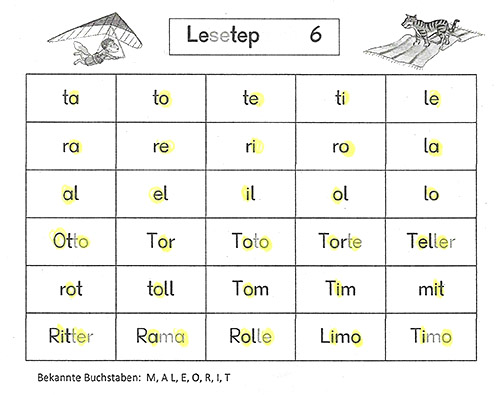 Lesetep 6
ta to te ti le
ra re ri ro la
al el il ol lo
Otto Tor Toto Torte Teller
rot toll Tom Tim mit
Ritter Rama Rolle Limo Timo
Bekannte Buchstaben: M, A L, E, O, R, I, T